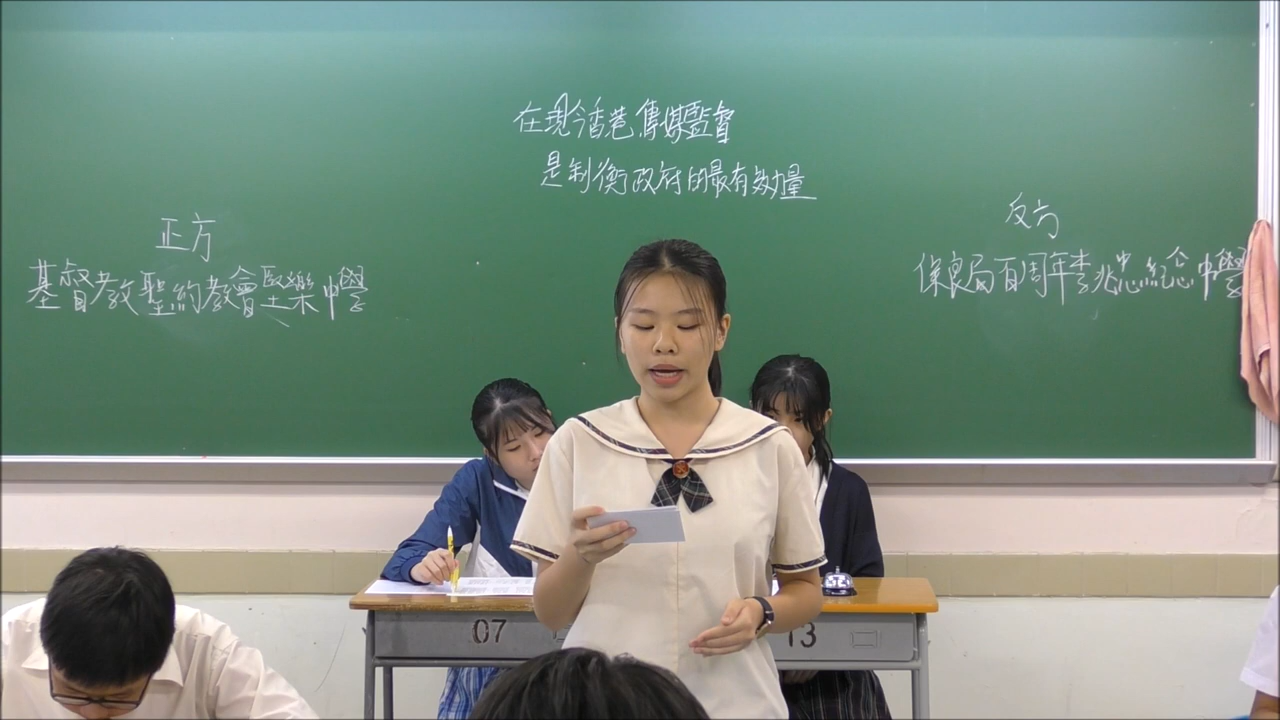 在現今香港,傳媒監督
是制衡政府的最有效力量
正方
基督教聖約教會堅樂中學
反方
保良局百周年李兆忠紀念中學
07
13